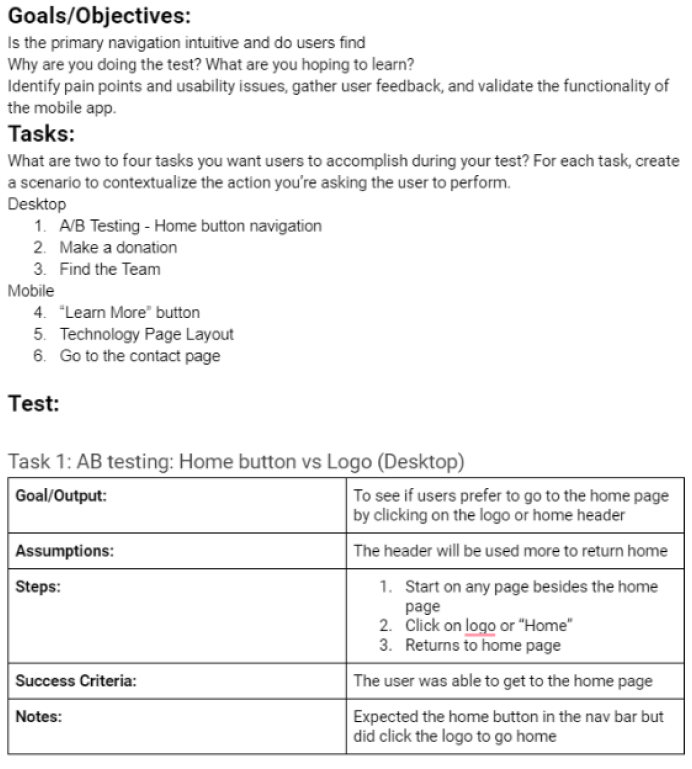 Goals/Objectives:
Is the primary navigation intuitive and do users find
Why are you doing the test? What are you hoping to learn?
Identify pain points and usability issues, gather user feedback, and validate the functionality of
the mobile app.
Tasks:
What are two to four tasks you want users to accomplish during your test? For each task, create
a scenario to contextualize the action you're asking the user to perform.
Desktop
1. A/B Testing - Home button navigation
2. Make a donation
3. Find the Team
Mobile
4. "Learn More" button
5. Technology Page Layout
6. Go to the contact page
Test:
Task 1: AB testing: Home button vs Logo (Desktop)
Goal/Output:
To see if users prefer to go to the home page
by clicking on the logo or home header
Assumptions:
The header will be used more to return home
Steps:
1. Start on any page besides the home
page
2. Click on logo or "Home"
3. Returns to home page
Success Criteria:
The user was able to get to the home page
Notes:
Expected the home button in the nav bar but
did click the logo to go home